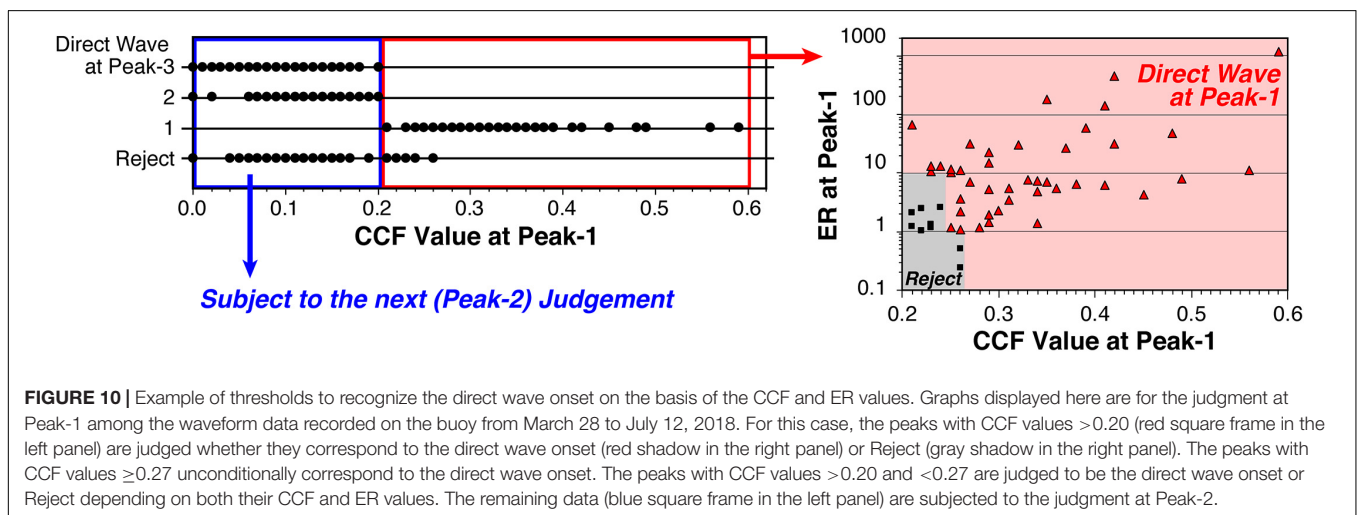 Direct Wave
at Peak-3
2
1
Reject
0.0 0.1 0.2 0.3 0.4 0.5 0.6
CCF Value at Peak-1
Subject to the next (Peak-2) Judgement
1000
100
10
1
0.1
ER at Peak-1
Direct Wave
at Peak-1
Reject
0.2 0.3 0.4 0.5 0.6
CCF Value at Peak-1
FIGURE 10 | Example of thresholds to recognize the direct wave onset on the basis of the CCF and ER values. Graphs displayed here are for the judgment at
Peak-1 among the waveform data recorded on the buoy from March 28 to July 12, 2018. For this case, the peaks with CCF values >0.20 (red square frame in the
left panel) are judged whether they correspond to the direct wave onset (red shadow in the right panel) or Reject (gray shadow in the right panel). The peaks with
CCF values ≥0.27 unconditionally correspond to the direct wave onset. The peaks with CCF values >0.20 and <0.27 are judged to be the direct wave onset or
Reject depending on both their CCF and ER values. The remaining data (blue square frame in the left panel) are subjected to the judgment at Peak-2.